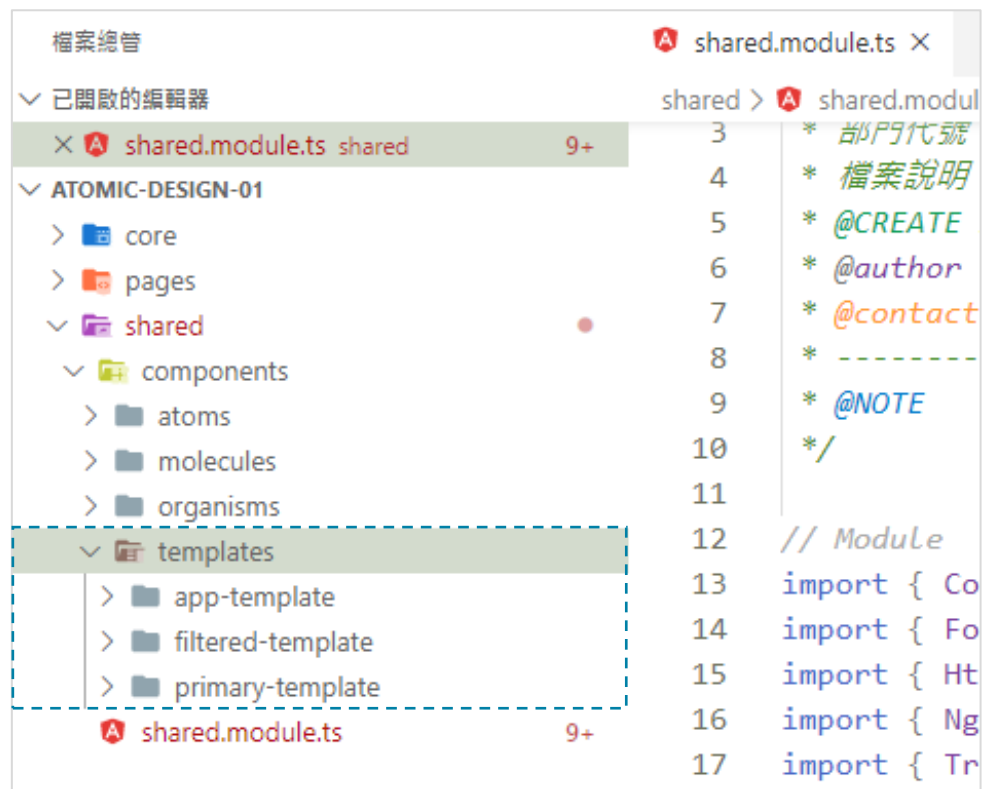 檔案總管
已開啟的編輯器
shared.module.ts shared 9+
ATOMIC-DESIGN-01
core
pages
shared
components
atoms
molecules
organisms
templates
app-template
filtered-template
primary-template
shared.module.ts 9+
shared.module.ts
shared > shared.modul
3 * 部門代號
4 * 檔案說明
5 * @CREATE
6 * @author
7 * @contact
8 * --------
9 * @NOTE
10 */
11
12 // Module
13 import { Co
14 import { Fo
15 import { Ht
16 import { Ng
17 import { Tr